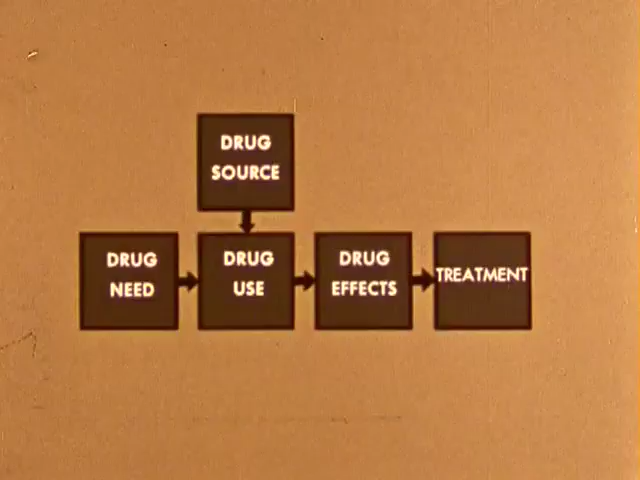 DRUG
SOURCE
DRUG
NEED
DRUG
USE
DRUG
EFFECTS
TREATMENT